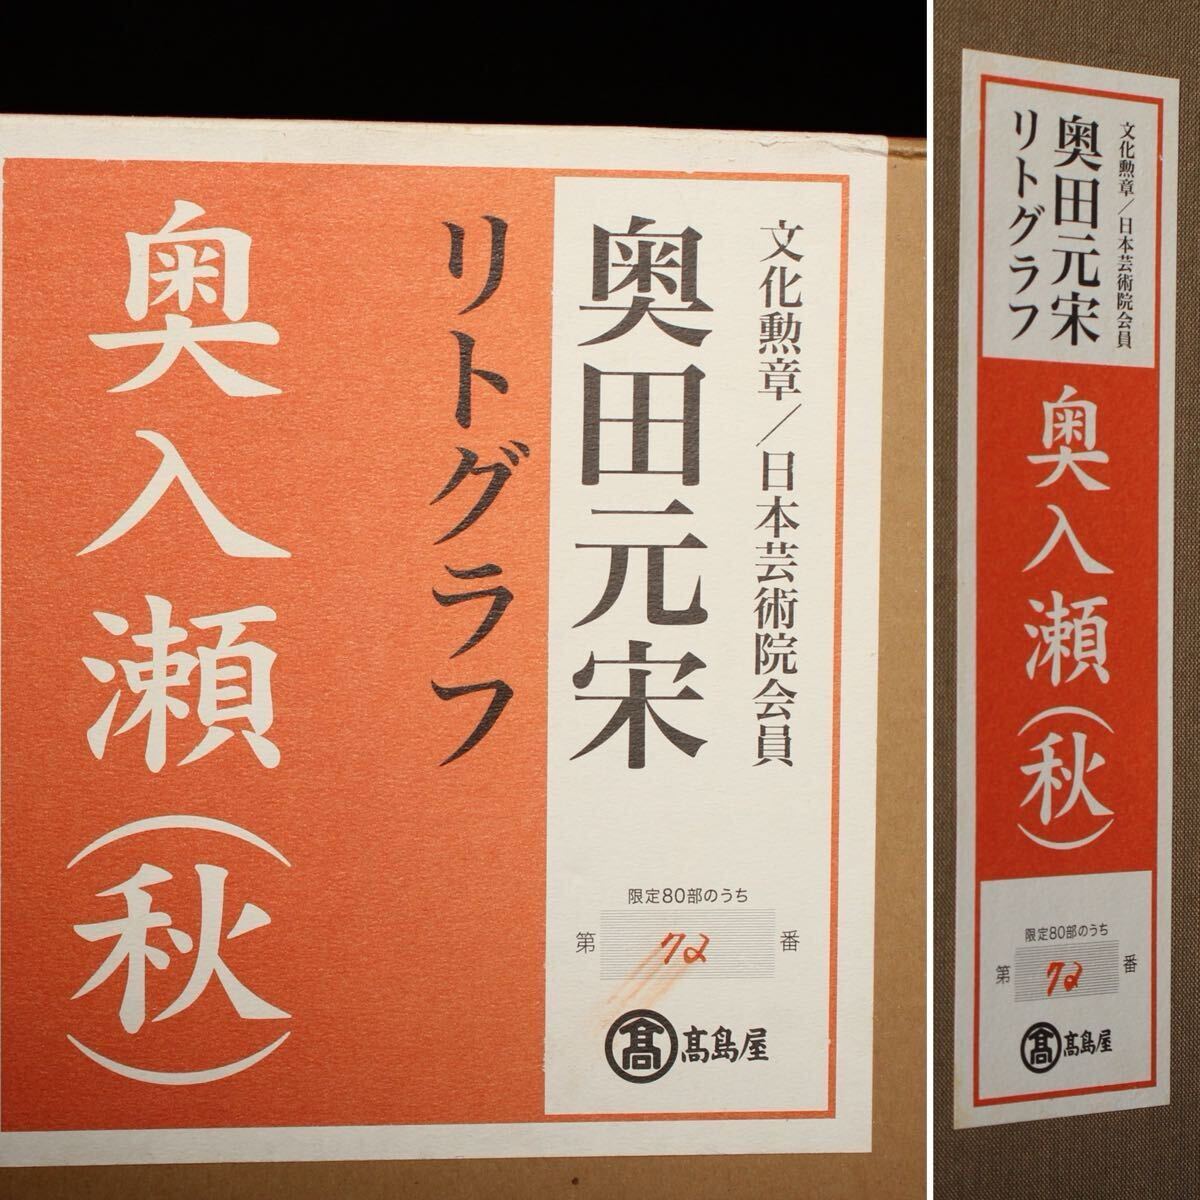 文化勲章／日本芸術院会員
奥田元宋
リトグラフ
奥入瀬（秋）
限定80部のうち
第 72 番
髙 髙島屋
文化勲章／日本芸術院会員
奥田元宋
リトグラフ
奥入瀬（秋）
限定80部のうち
第 72 番
髙 髙島屋